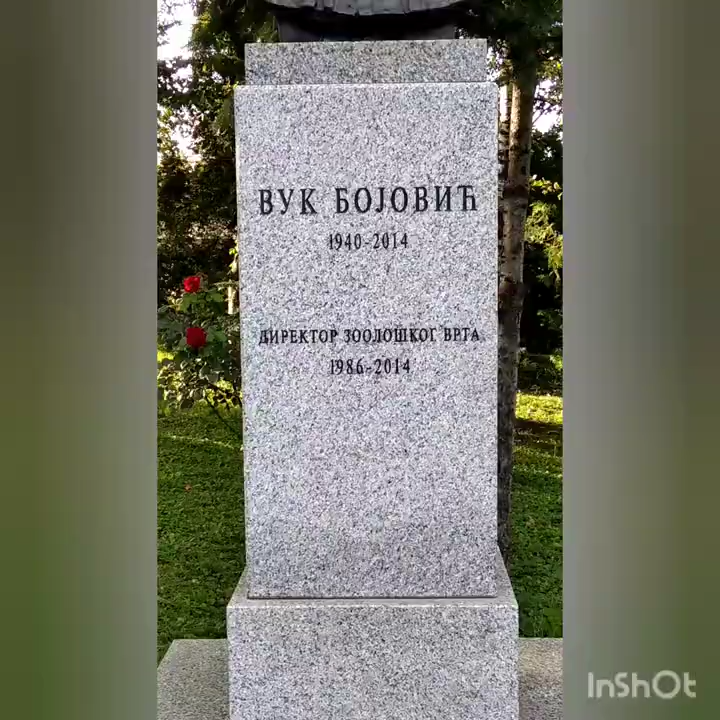 ВУК БОЈОВИЋ
1940-2014
ДИРЕКТОР ЗООЛОШКОГ ВРТА
1986-2014
InShOt